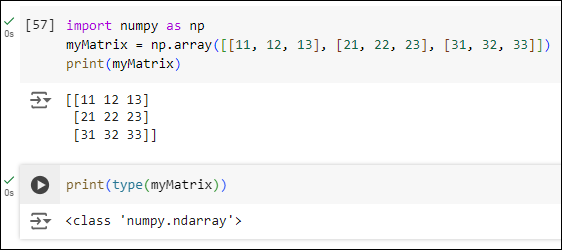 [57] import numpy as np
myMatrix = np.array([[11, 12, 13], [21, 22, 23], [31, 32, 33]])
print(myMatrix)
0s
[[11 12 13]
 [21 22 23]
 [31 32 33]]
print(type(myMatrix))
0s
<class 'numpy.ndarray'>